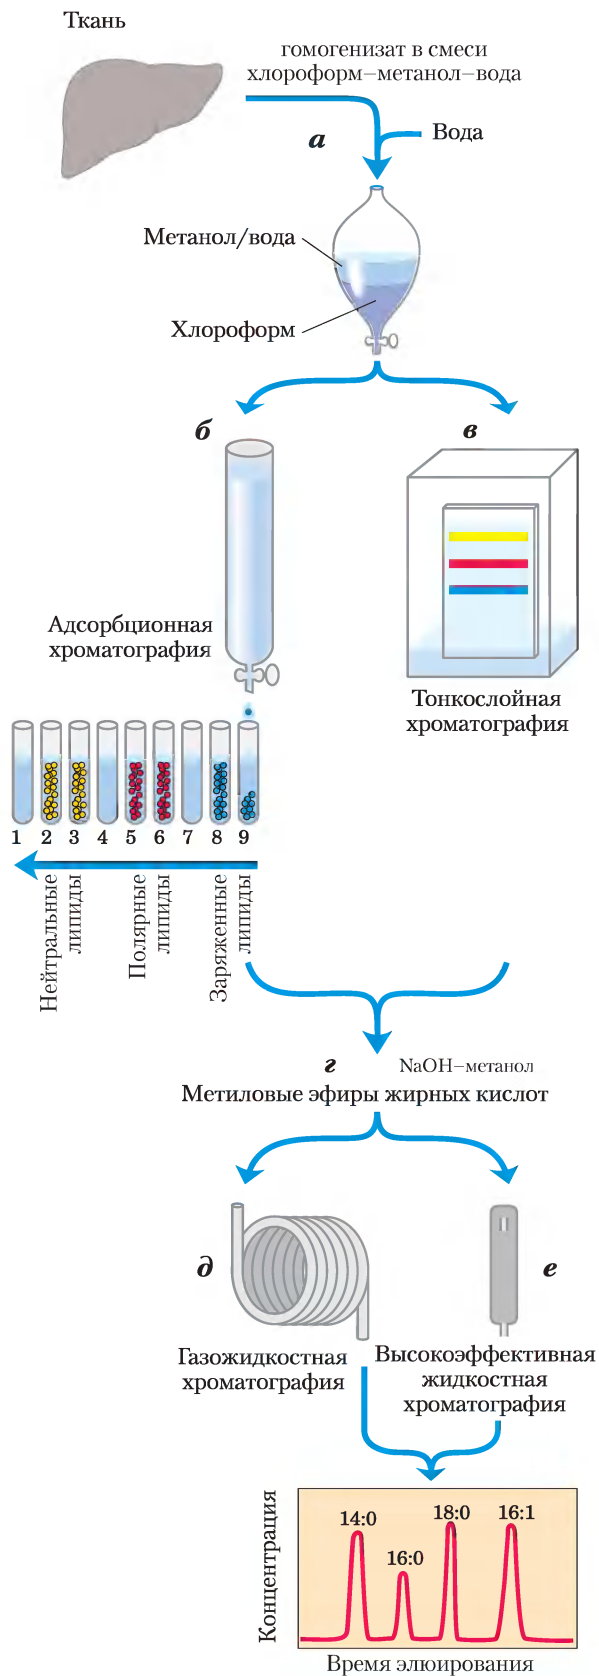 Ткань
гомогенизат в смеси
хлороформ–метанол–вода
а
Вода
Метанол/вода
Хлороформ
б
в
Адсорбционная
хроматография
Тонкослойная
хроматография
1 2 3 4 5 6 7 8 9
Нейтральные
липиды
Полярные
липиды
Заряженные
липиды
г
NaOH–метанол
Метиловые эфиры жирных кислот
д
е
Газожидкостная
хроматография
Высокоэффективная
жидкостная
хроматография
Концентрация
14:0
16:0
18:0
16:1
Время элюирования